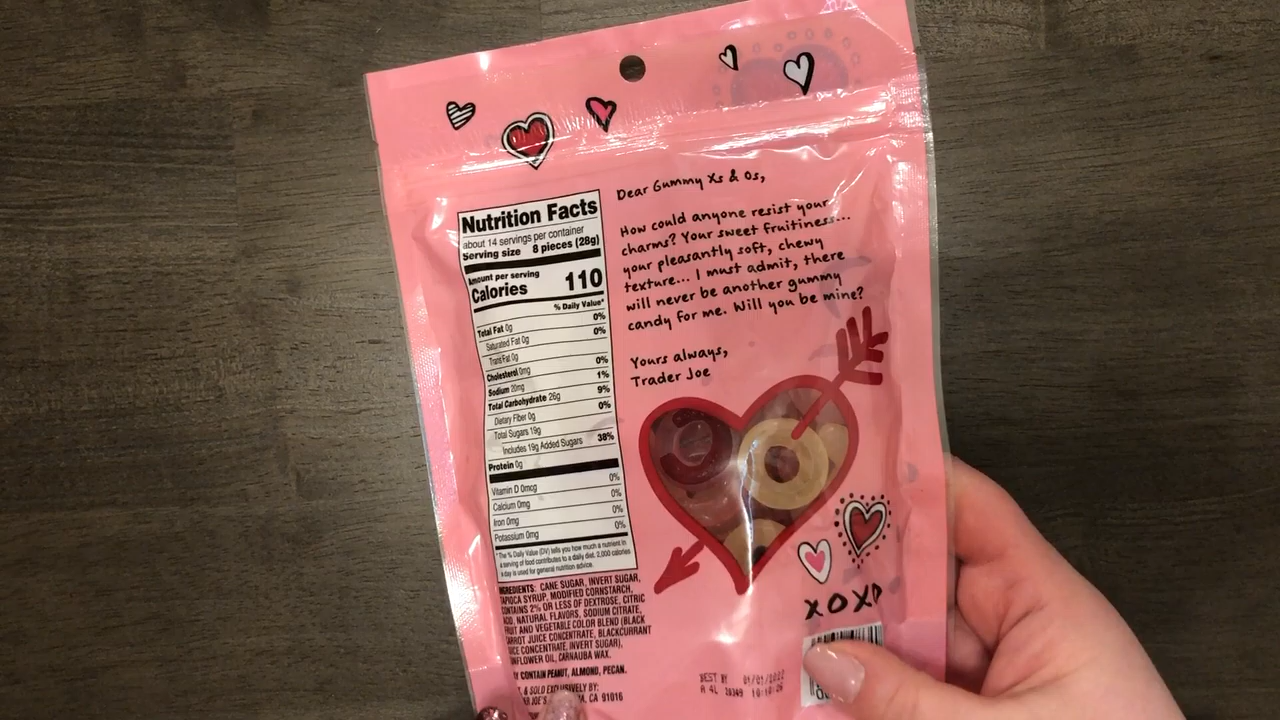 Dear Gummy Xs & Os,
How could anyone resist your
charms? Your sweet fruitiness...
your pleasantly soft, chewy
texture... I must admit, there
will never be another gummy
candy for me. Will you be mine?
Yours always,
Trader Joe
Nutrition Facts
about 14 servings per container
Serving size 8 pieces (28g)
Amount per serving
Calories 110
% Daily Value*
Total Fat 0g 0%
Saturated Fat 0g 0%
Trans Fat 0g
Cholesterol 0mg 0%
Sodium 20mg 1%
Total Carbohydrate 26g 9%
Dietary Fiber 0g 0%
Total Sugars 19g
Includes 19g Added Sugars 38%
Protein 0g
Vitamin D 0mcg 0%
Calcium 0mg 0%
Iron 0mg 0%
Potassium 0mg 0%
*The % Daily Value (DV) tells you how much a nutrient in
a serving of food contributes to a daily diet. 2,000 calories
a day is used for general nutrition advice.
INGREDIENTS: CANE SUGAR, INVERT SUGAR,
TAPIOCA SYRUP, MODIFIED CORNSTARCH,
CONTAINS 2% OR LESS OF DEXTROSE, CITRIC
ACID, NATURAL FLAVORS, SODIUM CITRATE,
FRUIT AND VEGETABLE COLOR BLEND (BLACK
CARROT JUICE CONCENTRATE, BLACKCURRANT
JUICE CONCENTRATE, INVERT SUGAR),
SUNFLOWER OIL, CARNAUBA WAX.
MAY CONTAIN PEANUT, ALMOND, PECAN.
& SOLD EXCLUSIVELY BY:
CA 91016
XOXO
BEST BY 01/01/2022
A 4L 20349 10:10:26